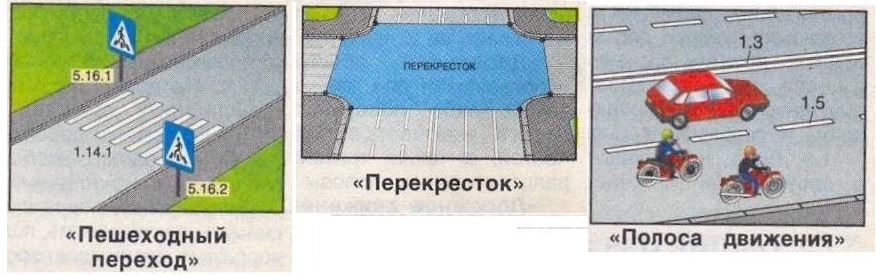 5.16.1
1.14.1
5.16.2
«Пешеходный
переход»
ПЕРЕКРЕСТОК
«Перекресток»
1.3
1.5
«Полоса движения»